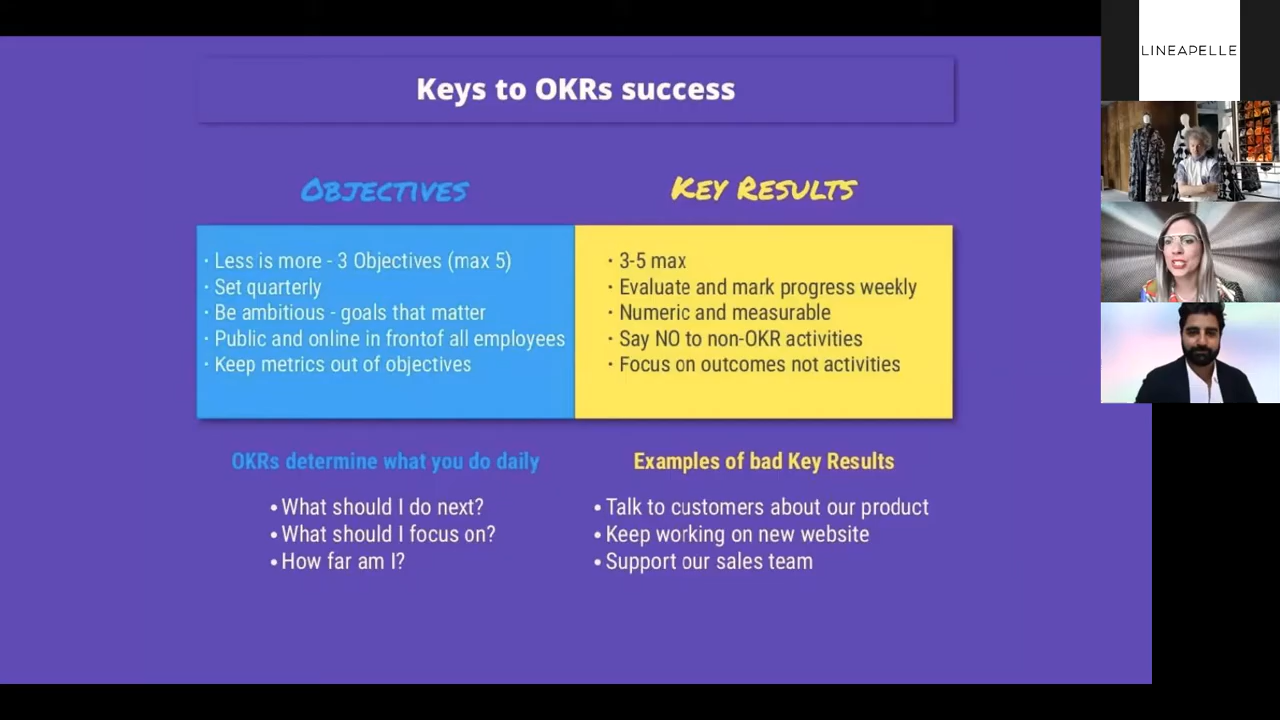 LINEAPELLE
Keys to OKRs success
OBJECTIVES
· Less is more - 3 Objectives (max 5)
· Set quarterly
· Be ambitious - goals that matter
· Public and online in frontof all employees
· Keep metrics out of objectives
KEY RESULTS
· 3-5 max
· Evaluate and mark progress weekly
· Numeric and measurable
· Say NO to non-OKR activities
· Focus on outcomes not activities
OKRs determine what you do daily
• What should I do next?
• What should I focus on?
• How far am I?
Examples of bad Key Results
• Talk to customers about our product
• Keep working on new website
• Support our sales team